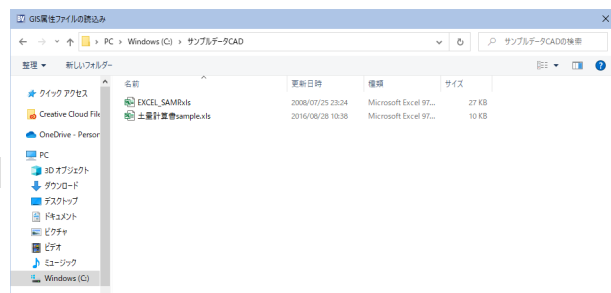 GIS属性ファイルの読込み
PC > Windows (C:) > サンプルデータCAD
サンプルデータCADの検索
整理 新しいフォルダー
名前 更新日時 種類 サイズ
EXCEL_SAMP.xls 2008/07/25 23:24 Microsoft Excel 97... 27 KB
土量計算書sample.xls 2016/08/28 10:38 Microsoft Excel 97... 10 KB
クイック アクセス
Creative Cloud File
OneDrive - Person
PC
3D オブジェクト
ダウンロード
デスクトップ
ドキュメント
ピクチャ
ビデオ
ミュージック
Windows (C:)